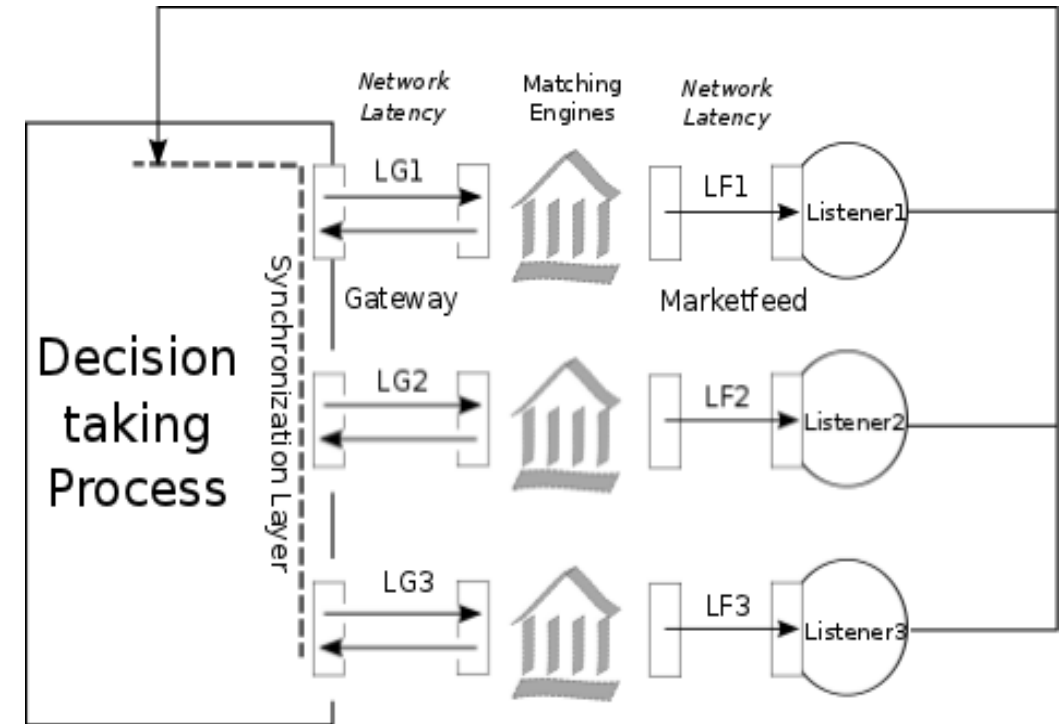 Network
Latency
Matching
Engines
Network
Latency
LG1
LF1
Listener1
Gateway
Marketfeed
Synchronization Layer
Decision
taking
Process
LG2
LF2
Listener2
LG3
LF3
Listener3